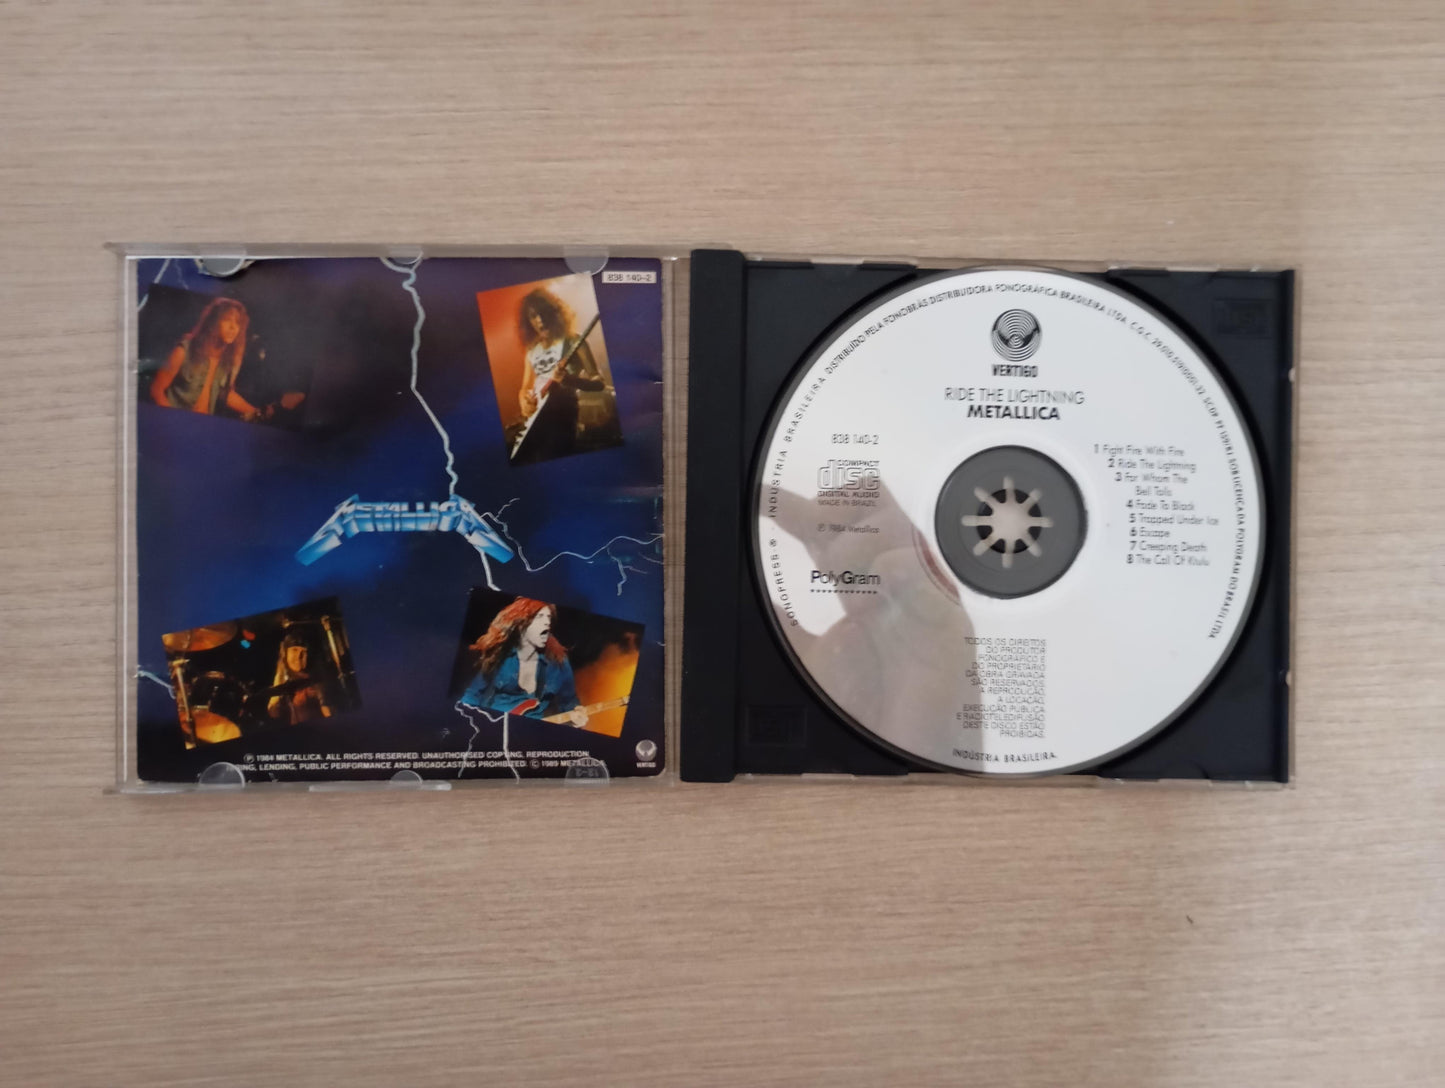 838 140-2
METALLICA
℗ 1984 METALLICA. ALL RIGHTS RESERVED. UNAUTHORISED COPYING, REPRODUCTION,
HIRING, LENDING, PUBLIC PERFORMANCE AND BROADCASTING PROHIBITED. © 1989 METALLICA.
VERTIGO
SONOPRESS ® - INDÚSTRIA BRASILEIRA DISTRIBUÍDO PELA FONOBRÁS DISTRIBUIDORA FONOGRÁFICA BRASILEIRA LTDA. C.G.C. SOB LICENÇA DA POLYGRAM DO BRASIL LTDA.
VERTIGO
RIDE THE LIGHTNING
METALLICA
838 140-2
COMPACT
disc
DIGITAL AUDIO
MADE IN BRAZIL
℗ 1984 Metallica
PolyGram
1 Fight Fire With Fire
2 Ride The Lightning
3 For Whom The
Bell Tolls
4 Fade To Black
5 Trapped Under Ice
6 Escape
7 Creeping Death
8 The Call Of Ktulu
TODOS OS DIREITOS
DO PRODUTOR
FONOGRÁFICO E
DO PROPRIETÁRIO
DA OBRA GRAVADA
SÃO RESERVADOS.
A REPRODUÇÃO,
A LOCAÇÃO,
EXECUÇÃO PÚBLICA
E RADIOTELEDIFUSÃO
DESTE DISCO ESTÃO
PROIBIDAS.
INDÚSTRIA BRASILEIRA.